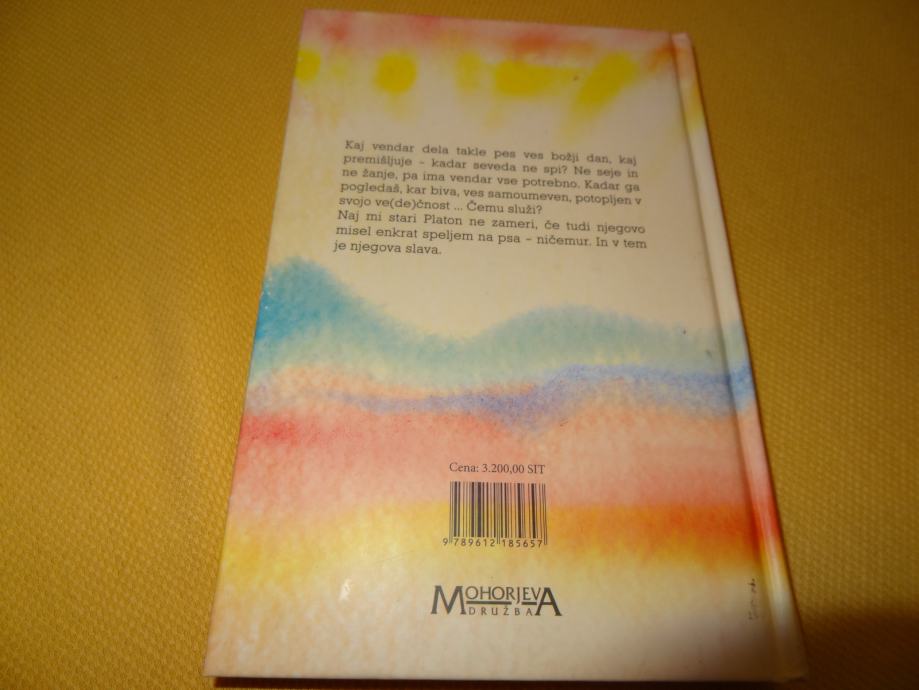 Kaj vendar dela takle pes ves božji dan, kaj
premišljuje – kadar seveda ne spi? Ne seje in
ne žanje, pa ima vendar vse potrebno. Kadar ga
pogledaš, kar biva, ves samoumeven, potopljen v
svojo ve(de)čnost ... Čemu služi?
Naj mi stari Platon ne zameri, če tudi njegovo
misel enkrat speljem na psa – ničemur. In v tem
je njegova slava.
Cena: 3.200,00 SIT
9 789612 185657
MOHORJEVA
DRUŽBA